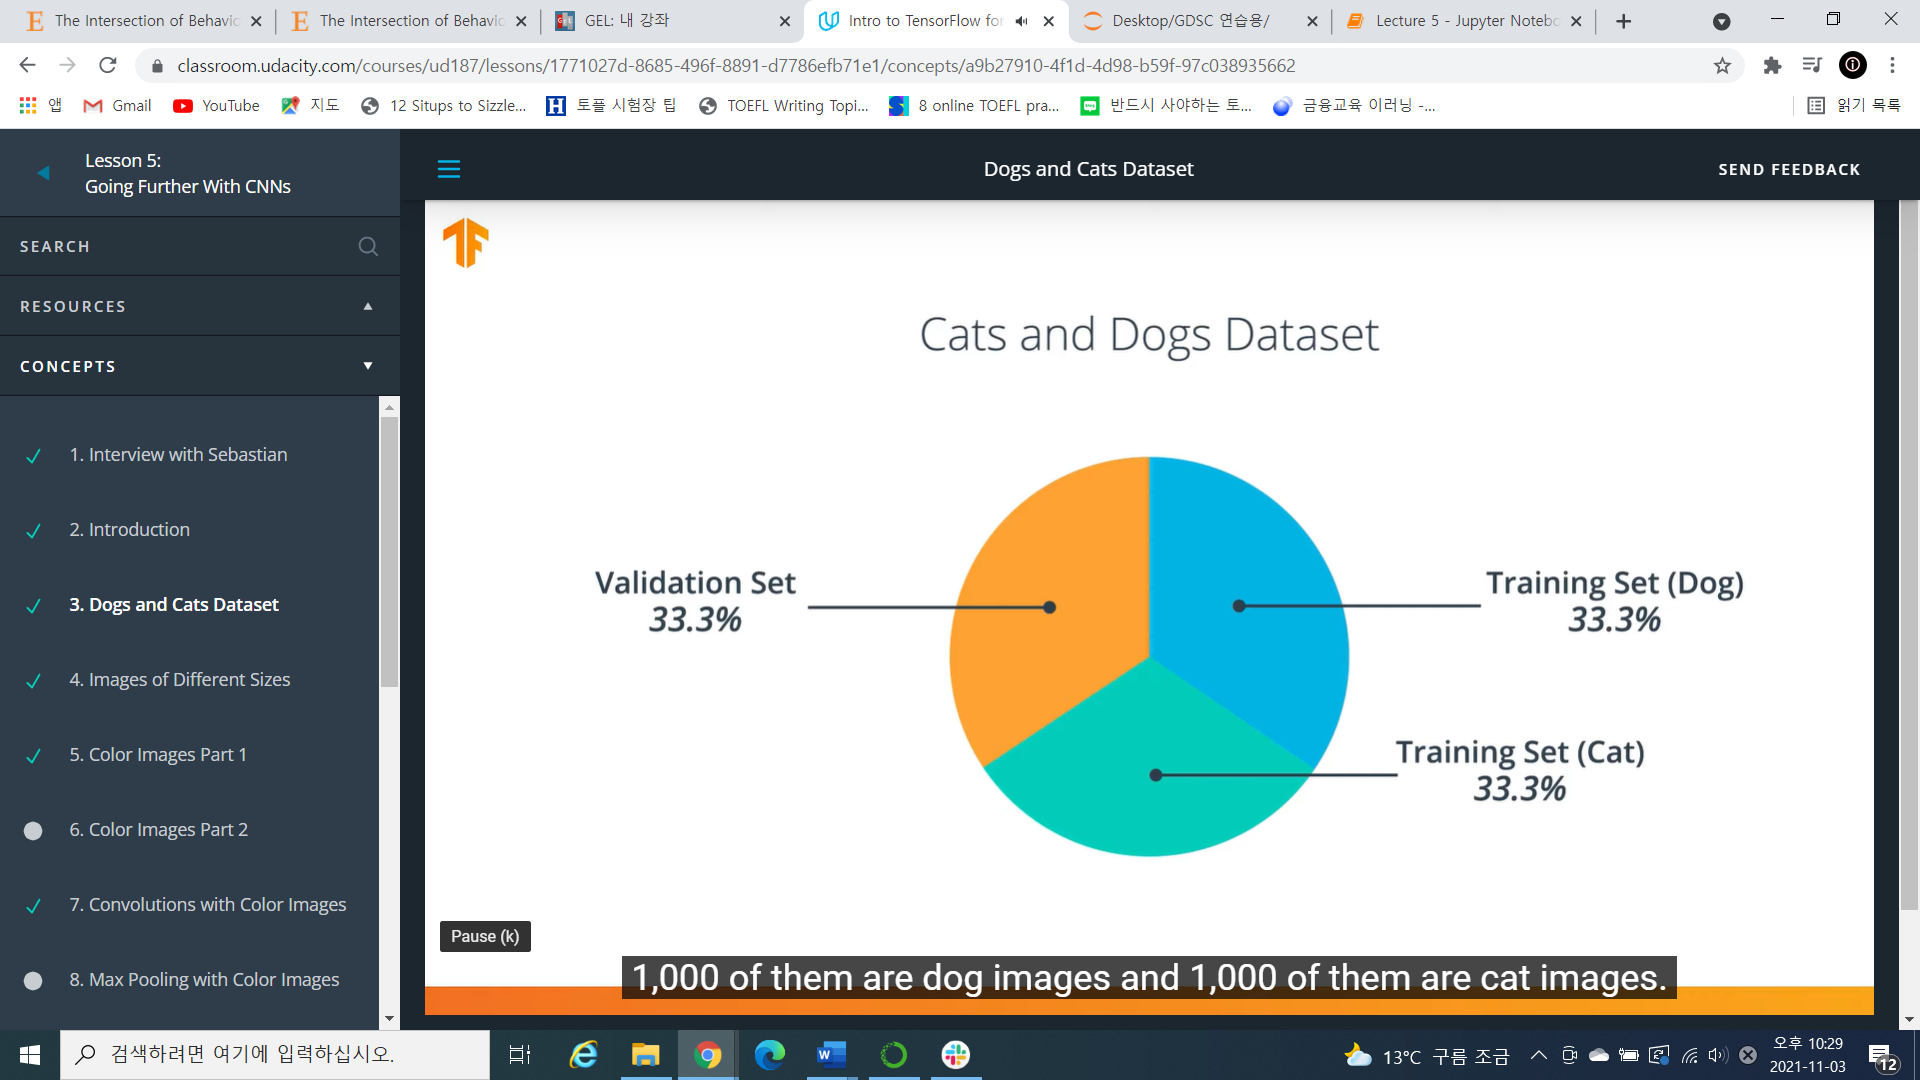 The Intersection of Behavio
The Intersection of Behavio
GEL: 내 강좌
Intro to TensorFlow for
Desktop/GDSC 연습용/
Lecture 5 - Jupyter Notebo
classroom.udacity.com/courses/ud187/lessons/1771027d-8685-496f-8891-d7786efb71e1/concepts/a9b27910-4f1d-4d98-b59f-97c038935662
앱
Gmail
YouTube
지도
12 Situps to Sizzle...
토플 시험장 팁
TOEFL Writing Topi...
8 online TOEFL pra...
반드시 사야하는 토...
금융교육 이러닝 -...
읽기 목록
Lesson 5:
Going Further With CNNs
Dogs and Cats Dataset
SEND FEEDBACK
SEARCH
RESOURCES
CONCEPTS
1. Interview with Sebastian
2. Introduction
3. Dogs and Cats Dataset
4. Images of Different Sizes
5. Color Images Part 1
6. Color Images Part 2
7. Convolutions with Color Images
8. Max Pooling with Color Images
Cats and Dogs Dataset
Validation Set
33.3%
Training Set (Dog)
33.3%
Training Set (Cat)
33.3%
Pause (k)
1,000 of them are dog images and 1,000 of them are cat images.
검색하려면 여기에 입력하십시오.
13°C 구름 조금
오후 10:29
2021-11-03
12